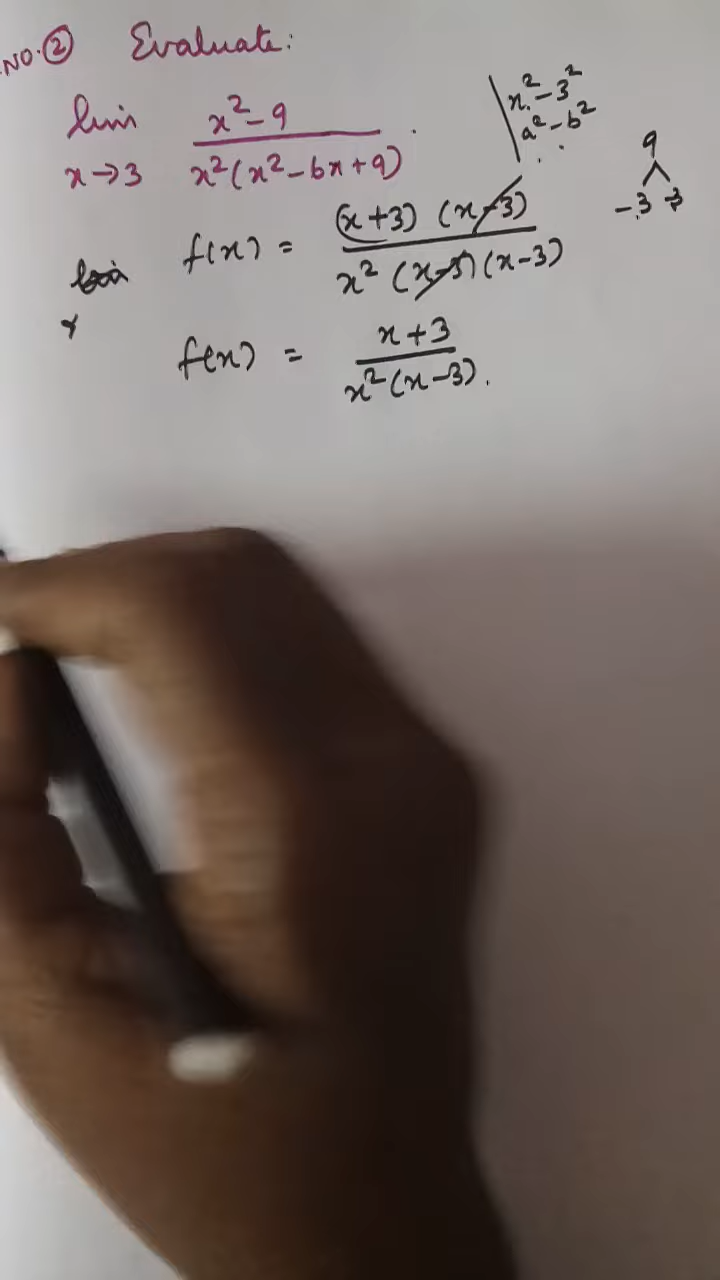 NO. ② Evaluate:
lim x→3 x²-9 / x²(x²-6x+9)
x²-3²
a²-b²
9
-3 -3
f(x) = (x+3) (x-3) / x² (x-3) (x-3)
f(x) = x+3 / x²(x-3).